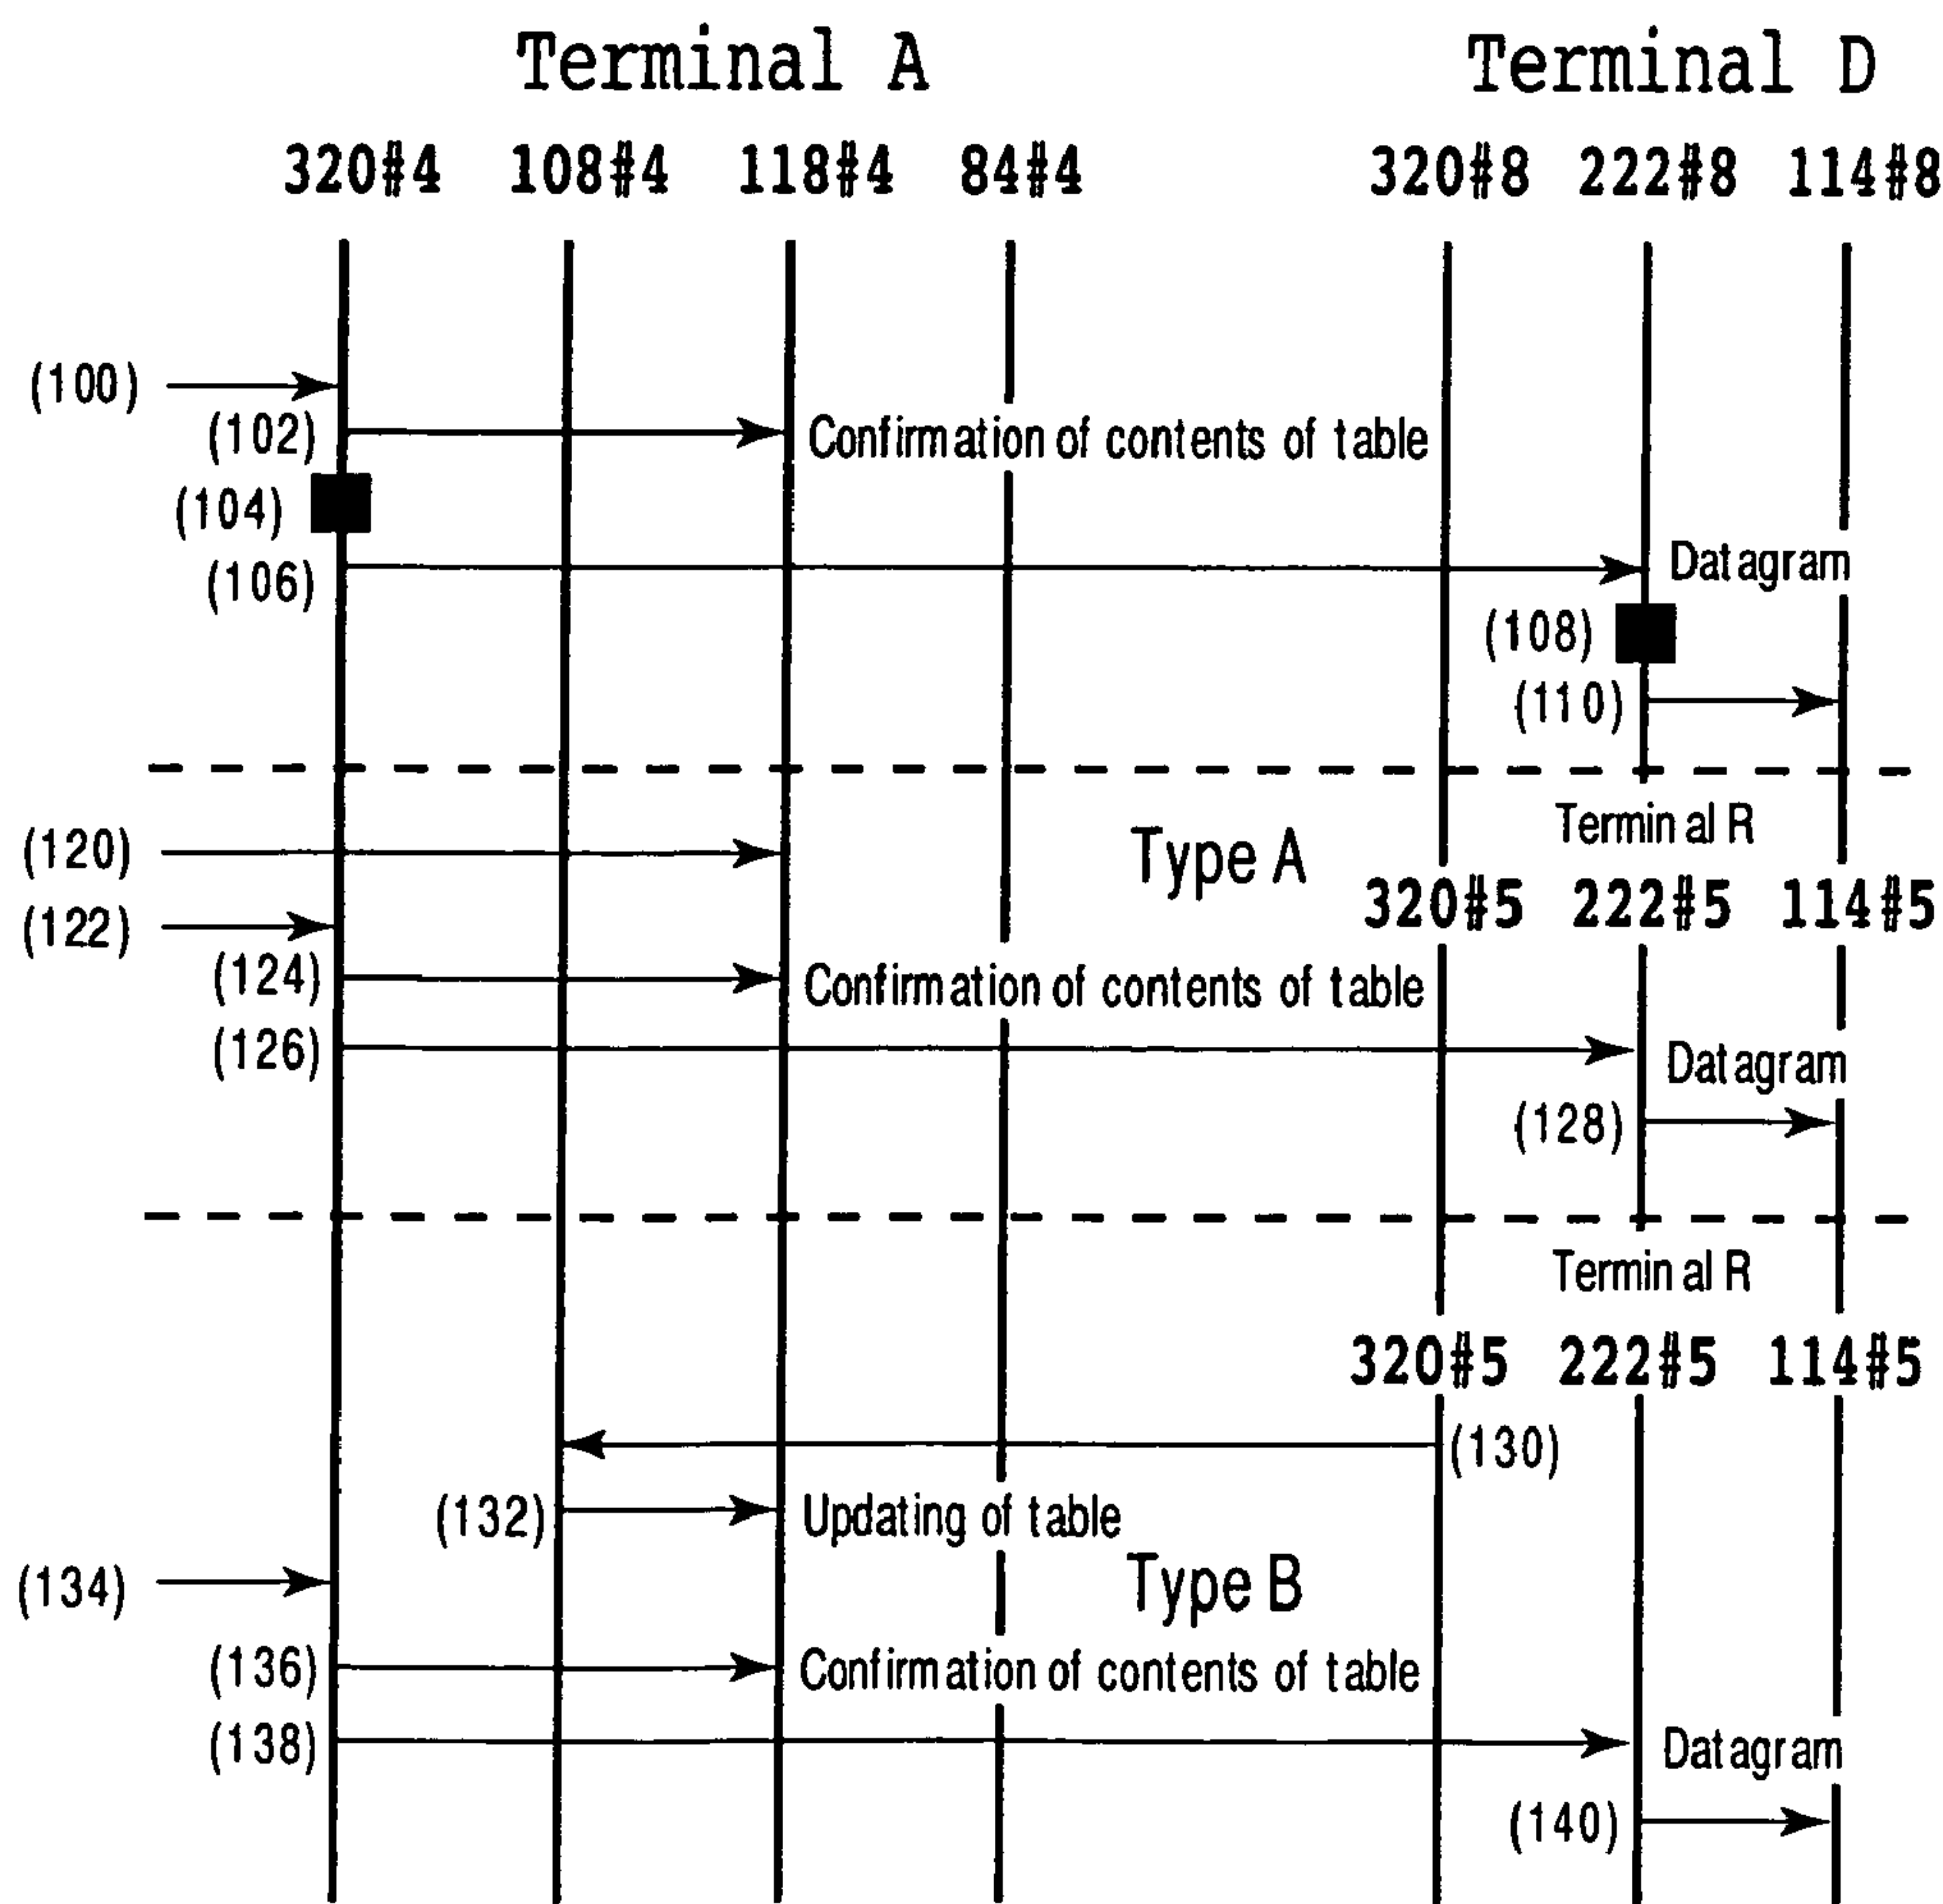 Terminal A Terminal D
320#4 108#4 118#4 84#4 320#8 222#8 114#8
(100)
(102) Confirmation of contents of table
(104)
(106) Datagram
(108)
(110)
Terminal R
(120) Type A
320#5 222#5 114#5
(122)
(124) Confirmation of contents of table
(126) Datagram
(128)
Terminal R
320#5 222#5 114#5
(130)
(132) Updating of table
(134) Type B
(136) Confirmation of contents of table
(138) Datagram
(140)